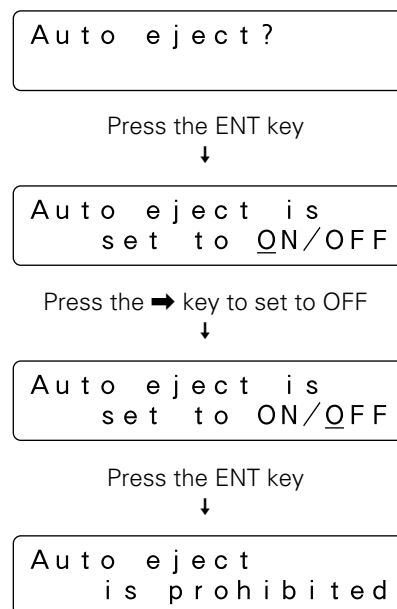 Auto eject?
Press the ENT key
↓
Auto eject is
set to ON/OFF
Press the ➡ key to set to OFF
↓
Auto eject is
set to ON/OFF
Press the ENT key
↓
Auto eject
is prohibited